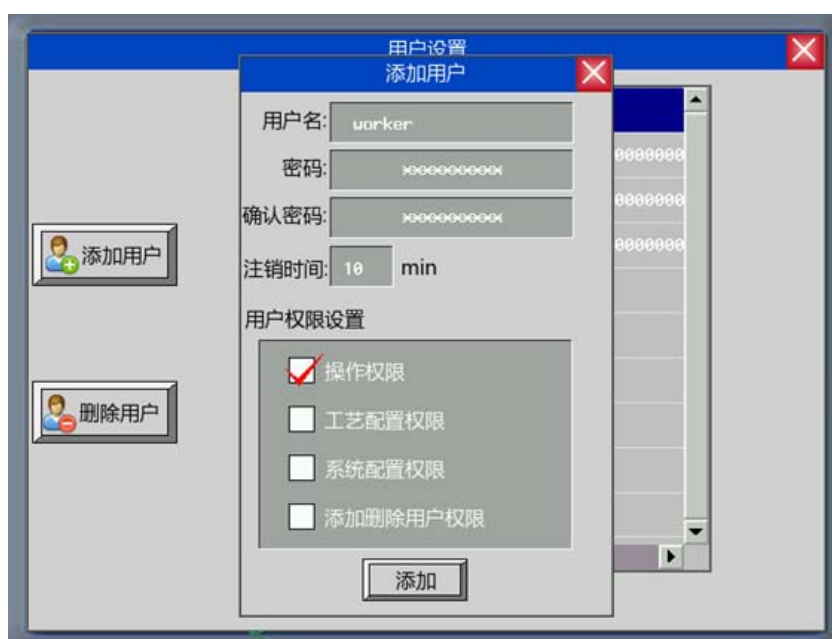 用户设置
添加用户
用户名: worker
密码: **********
确认密码: **********
注销时间: 10 min
用户权限设置
操作权限
工艺配置权限
系统配置权限
添加删除用户权限
添加
添加用户
删除用户